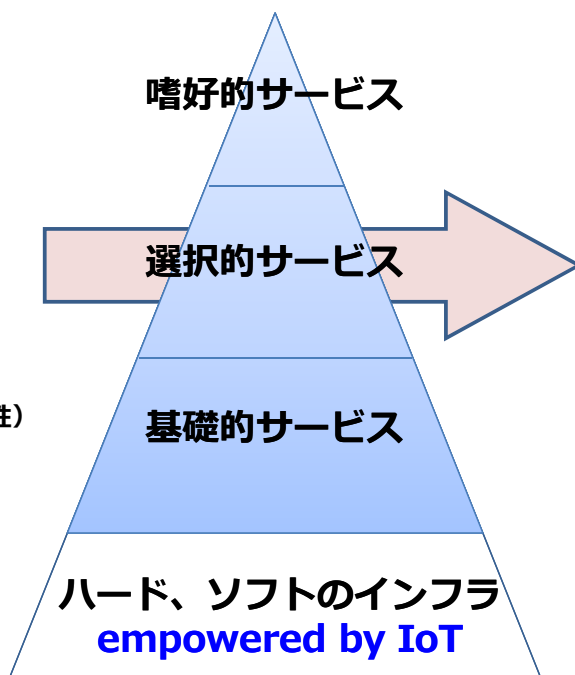 嗜好的サービス
選択的サービス
性）
基礎的サービス
ハード、ソフトのインフラ
empowered by IoT